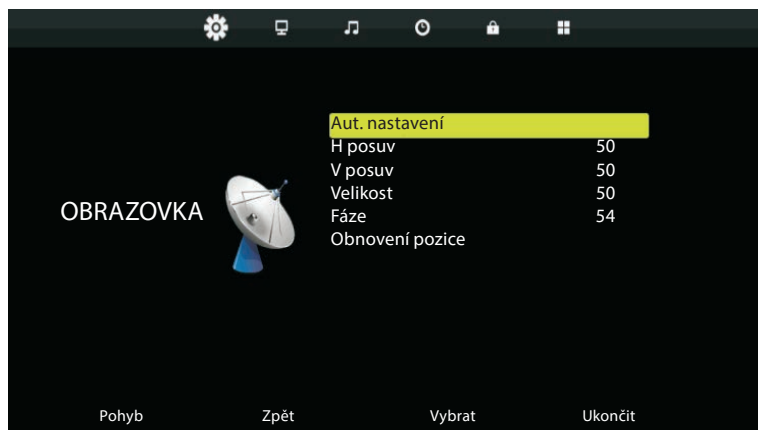 Aut. nastavení
H posuv 50
V posuv 50
Velikost 50
OBRAZOVKA
Fáze 54
Obnovení pozice
Pohyb Zpět Vybrat Ukončit